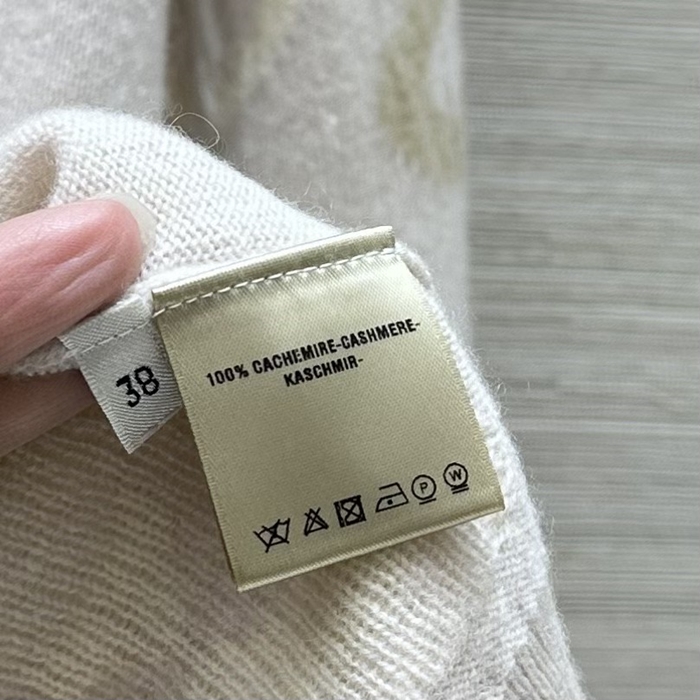 38
100% CACHEMIRE-CASHMERE-
KASCHMIR-
P W